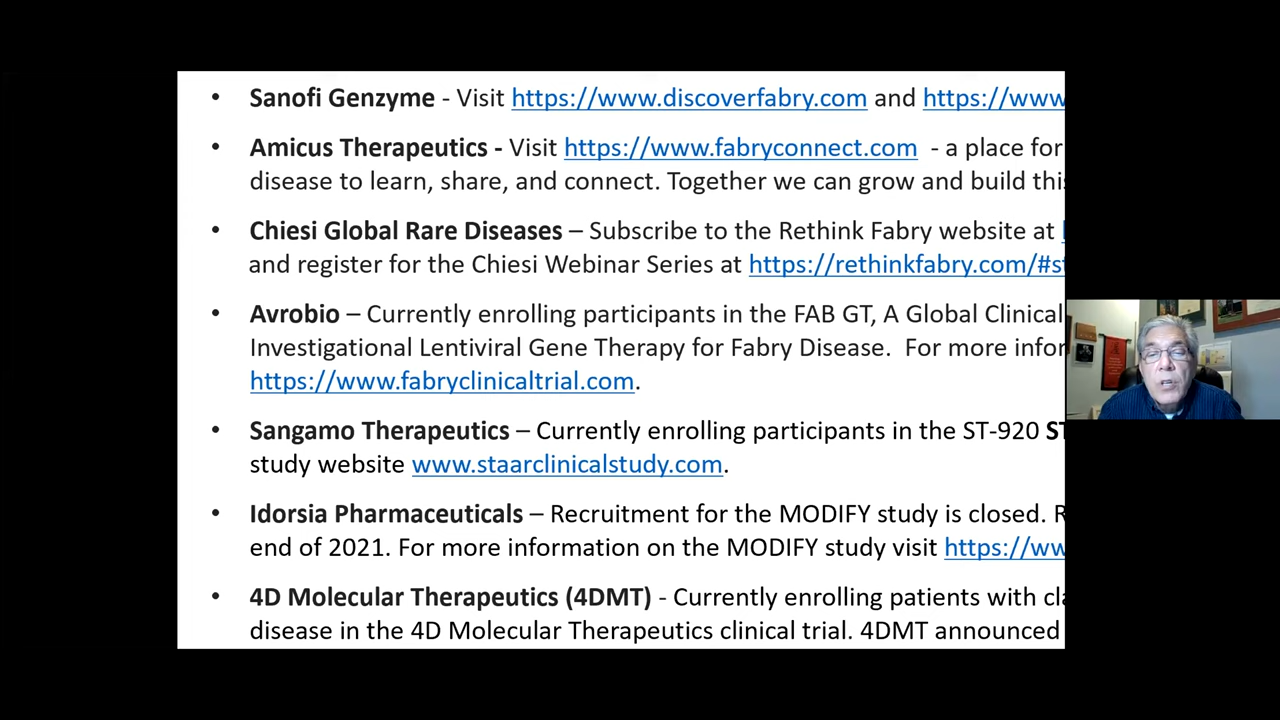 • Sanofi Genzyme - Visit https://www.discoverfabry.com and https://www
• Amicus Therapeutics - Visit https://www.fabryconnect.com - a place for
disease to learn, share, and connect. Together we can grow and build this
• Chiesi Global Rare Diseases – Subscribe to the Rethink Fabry website at
and register for the Chiesi Webinar Series at https://rethinkfabry.com/#st
• Avrobio – Currently enrolling participants in the FAB GT, A Global Clinical
Investigational Lentiviral Gene Therapy for Fabry Disease. For more infor
https://www.fabryclinicaltrial.com.
• Sangamo Therapeutics – Currently enrolling participants in the ST-920 ST
study website www.staarclinicalstudy.com.
• Idorsia Pharmaceuticals – Recruitment for the MODIFY study is closed. R
end of 2021. For more information on the MODIFY study visit https://ww
• 4D Molecular Therapeutics (4DMT) - Currently enrolling patients with cla
disease in the 4D Molecular Therapeutics clinical trial. 4DMT announced